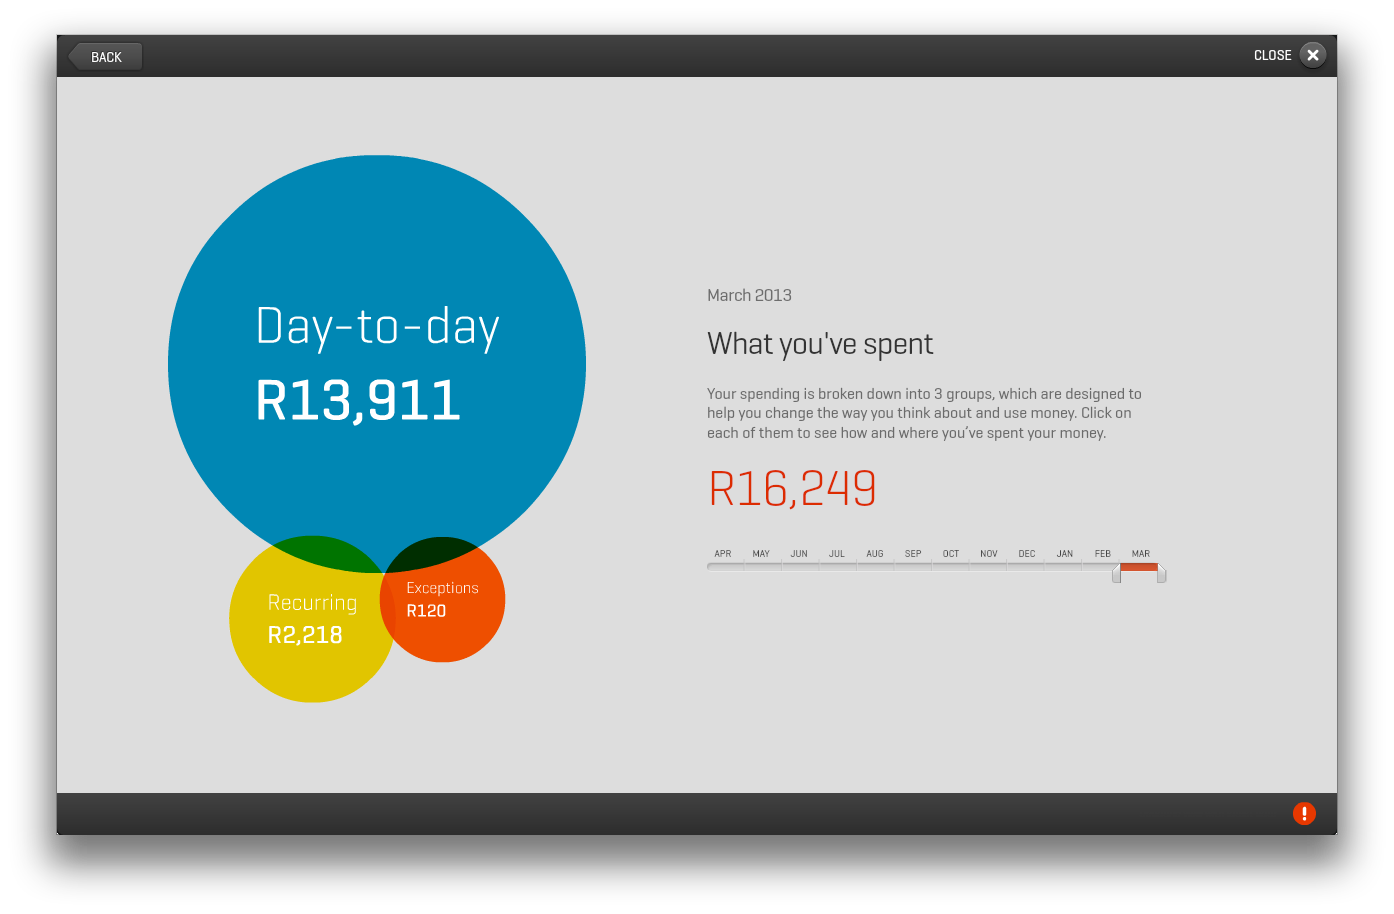 BACK
CLOSE
Day-to-day
R13,911
Recurring
R2,218
Exceptions
R120
March 2013
What you've spent
Your spending is broken down into 3 groups, which are designed to
help you change the way you think about and use money. Click on
each of them to see how and where you’ve spent your money.
R16,249
APR MAY JUN JUL AUG SEP OCT NOV DEC JAN FEB MAR